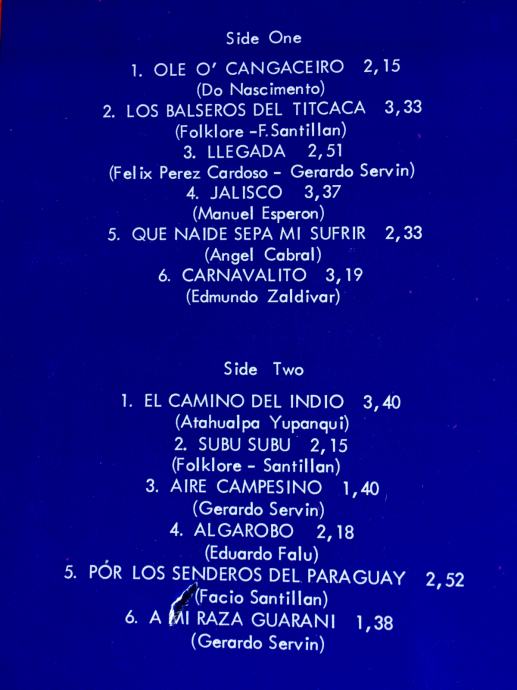 Side One
1. OLE O' CANGACEIRO 2,15
(Do Nascimento)
2. LOS BALSEROS DEL TITCACA 3,33
(Folklore -F.Santillan)
3. LLEGADA 2,51
(Felix Perez Cardoso - Gerardo Servin)
4. JALISCO 3,37
(Manuel Esperon)
5. QUE NAIDE SEPA MI SUFRIR 2,33
(Angel Cabral)
6. CARNAVALITO 3,19
(Edmundo Zaldivar)
Side Two
1. EL CAMINO DEL INDIO 3,40
(Atahualpa Yupanqui)
2. SUBU SUBU 2,15
(Folklore - Santillan)
3. AIRE CAMPESINO 1,40
(Gerardo Servin)
4. ALGAROBO 2,18
(Eduardo Falu)
5. PÓR LOS SENDEROS DEL PARAGUAY 2,52
(Facio Santillan)
6. A MI RAZA GUARANI 1,38
(Gerardo Servin)